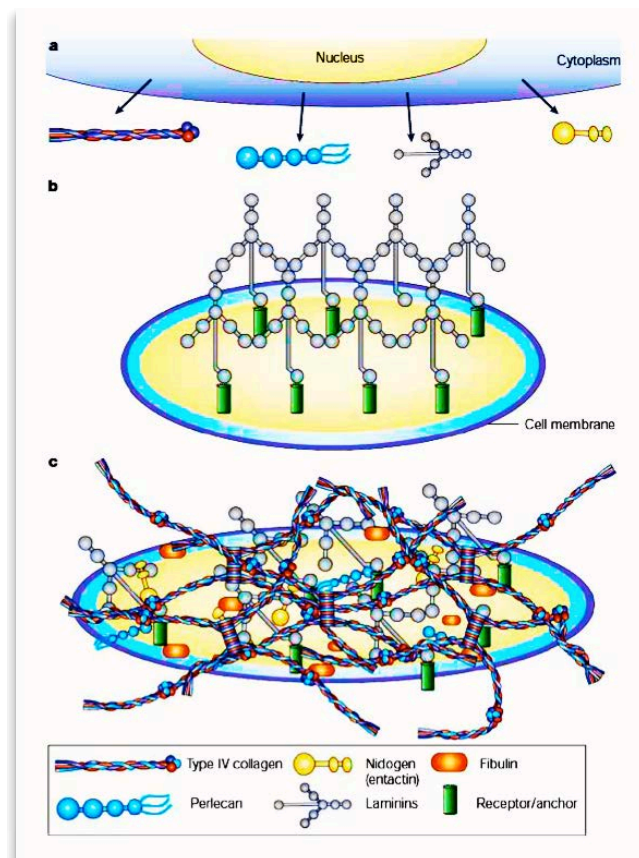 a
Nucleus
Cytoplasm
b
Cell membrane
c
Type IV collagen
Nidogen
(entactin)
Fibulin
Perlecan
Laminins
Receptor/anchor